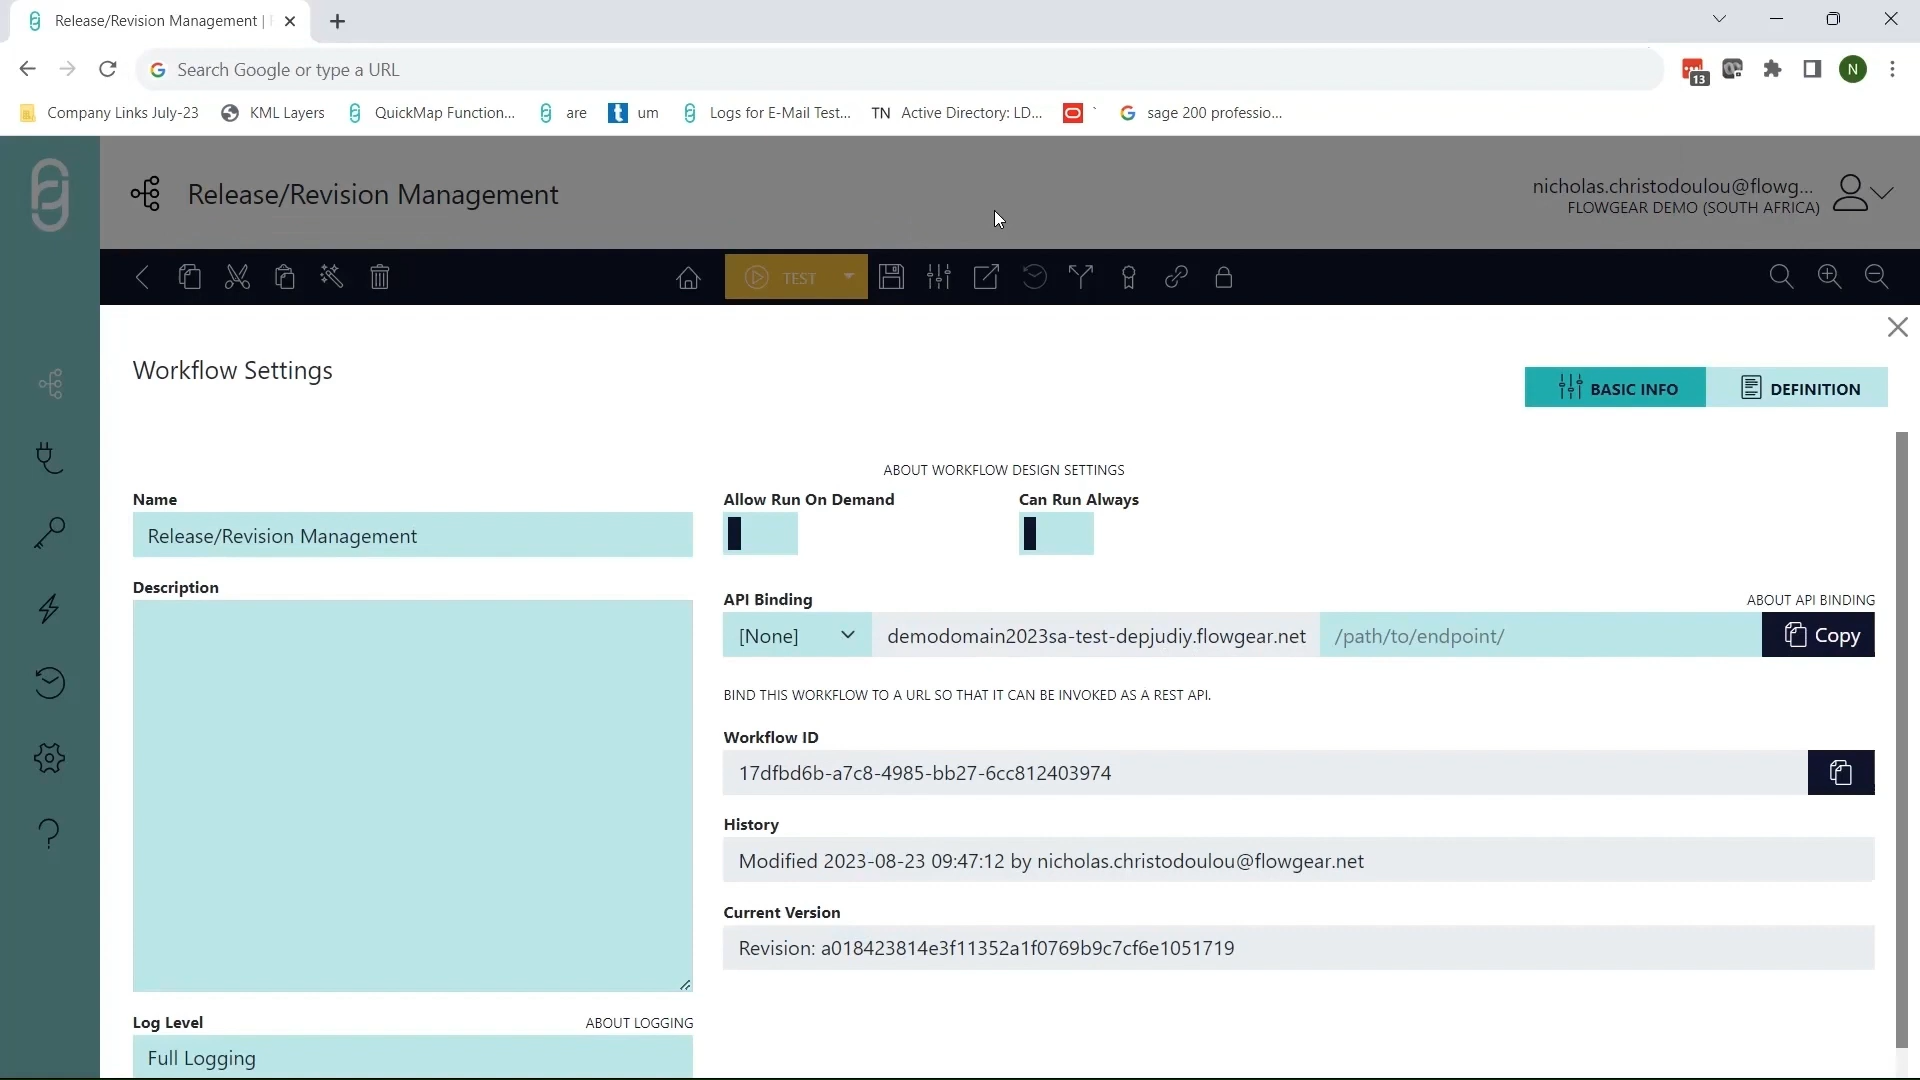 Release/Revision Management |
Search Google or type a URL
13
N
Company Links July-23
KML Layers
QuickMap Function...
are
um
Logs for E-Mail Test...
TN Active Directory: LD...
`
sage 200 professio...
Release/Revision Management
nicholas.christodoulou@flowg...
FLOWGEAR DEMO (SOUTH AFRICA)
TEST
Workflow Settings
BASIC INFO
DEFINITION
ABOUT WORKFLOW DESIGN SETTINGS
Name
Release/Revision Management
Allow Run On Demand
Can Run Always
Description
API Binding
ABOUT API BINDING
[None]
demodomain2023sa-test-depjudiy.flowgear.net
/path/to/endpoint/
Copy
BIND THIS WORKFLOW TO A URL SO THAT IT CAN BE INVOKED AS A REST API.
Workflow ID
17dfbd6b-a7c8-4985-bb27-6cc812403974
History
Modified 2023-08-23 09:47:12 by nicholas.christodoulou@flowgear.net
Current Version
Revision: a018423814e3f11352a1f0769b9c7cf6e1051719
Log Level
ABOUT LOGGING
Full Logging